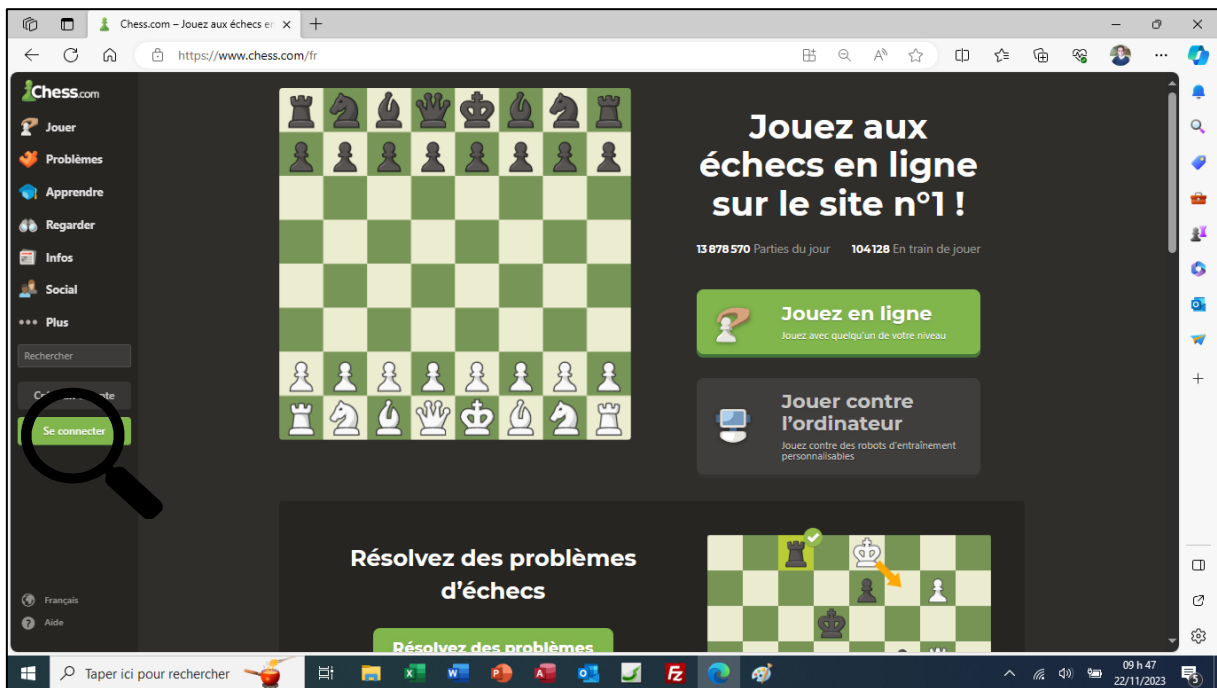 Chess.com – Jouez aux échecs er
https://www.chess.com/fr
Chess.com
Jouer
Problèmes
Apprendre
Regarder
Infos
Social
Plus
Rechercher
Se connecter
Français
Aide
Jouez aux
échecs en ligne
sur le site n°1 !
13 878 570 Parties du jour 104 128 En train de jouer
Jouez en ligne
Jouez avec quelqu'un de votre niveau
Jouer contre
l'ordinateur
Jouez contre des robots d'entraînement
personnalisables
Résolvez des problèmes
d'échecs
Résolvez des problèmes
Taper ici pour rechercher
09 h 47
22/11/2023
5